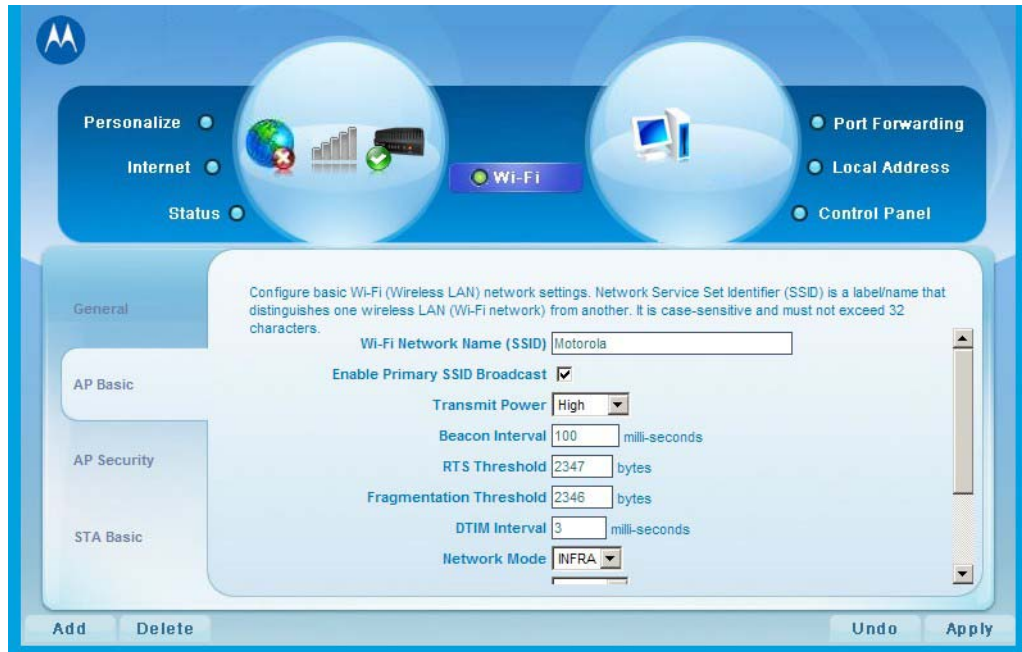 Personalize
Internet
Status
Wi-Fi
Port Forwarding
Local Address
Control Panel
General
AP Basic
AP Security
STA Basic
Configure basic Wi-Fi (Wireless LAN) network settings. Network Service Set Identifier (SSID) is a label/name that
distinguishes one wireless LAN (Wi-Fi network) from another. It is case-sensitive and must not exceed 32
characters.
Wi-Fi Network Name (SSID) Motorola
Enable Primary SSID Broadcast
Transmit Power High
Beacon Interval 100 milli-seconds
RTS Threshold 2347 bytes
Fragmentation Threshold 2346 bytes
DTIM Interval 3 milli-seconds
Network Mode INFRA
Add Delete Undo Apply